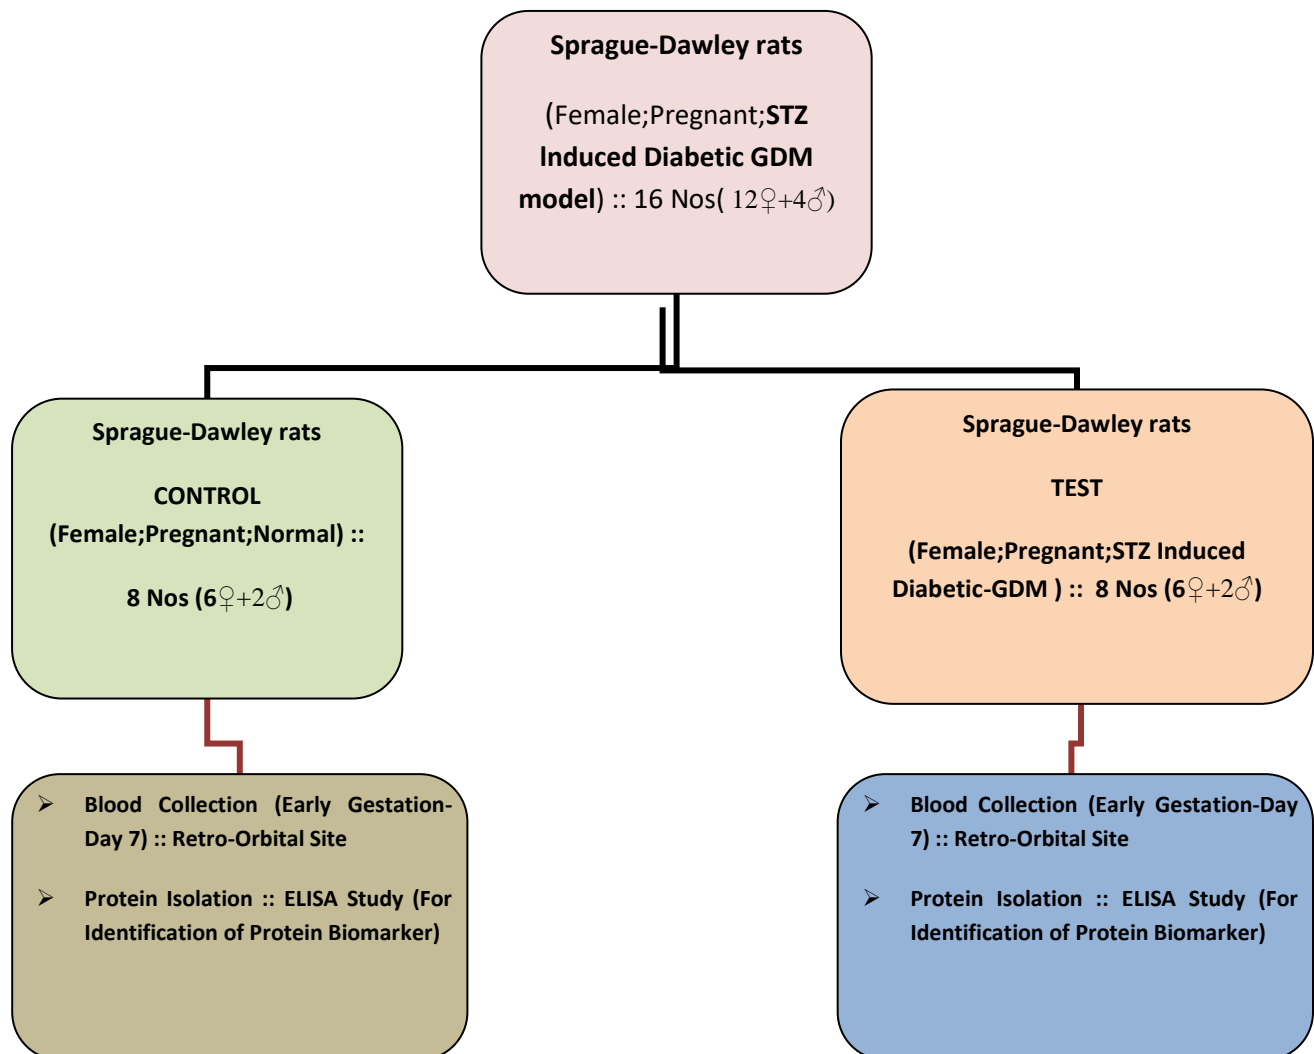 Sprague-Dawley rats
(Female;Pregnant;STZ
Induced Diabetic GDM
model) :: 16 Nos( 12♀+4♂)
Sprague-Dawley rats
CONTROL
(Female;Pregnant;Normal) ::
8 Nos (6♀+2♂)
Sprague-Dawley rats
TEST
(Female;Pregnant;STZ Induced
Diabetic-GDM ) :: 8 Nos (6♀+2♂)
➢ Blood Collection (Early Gestation-
Day 7) :: Retro-Orbital Site
➢ Protein Isolation :: ELISA Study (For
Identification of Protein Biomarker)
➢ Blood Collection (Early Gestation-Day
7) :: Retro-Orbital Site
➢ Protein Isolation :: ELISA Study (For
Identification of Protein Biomarker)